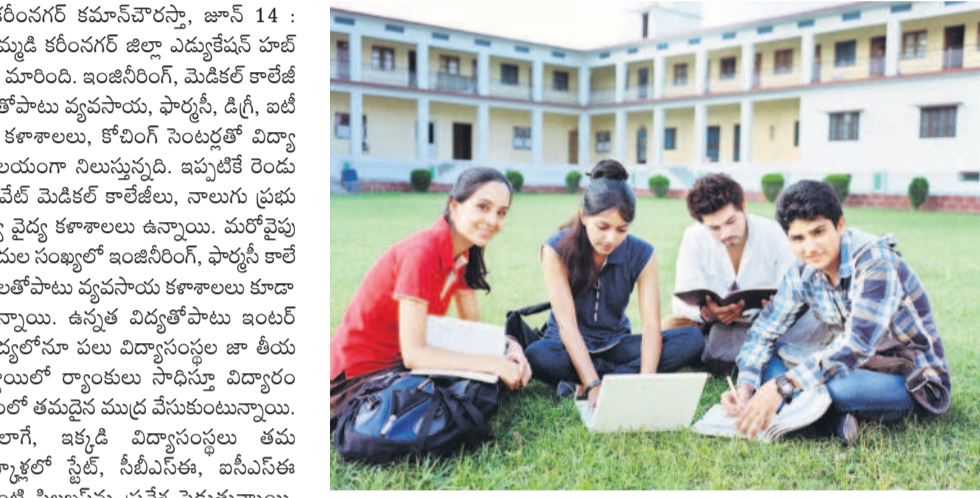 కరీంనగర్ కమాన్‌చౌరస్తా, జూన్ 14 :
మ్మడి కరీంనగర్ జిల్లా ఎడ్యుకేషన్ హబ్
మారింది. ఇంజినీరింగ్, మెడికల్ కాలేజీ
తోపాటు వ్యవసాయ, ఫార్మసీ, డిగ్రీ, ఐటీ
కళాశాలలు, కోచింగ్ సెంటర్లతో విద్యా
లయంగా నిలుస్తున్నది. ఇప్పటికే రెండు
వేట్ మెడికల్ కాలేజీలు, నాలుగు ప్రభు
వైద్య కళాశాలలు ఉన్నాయి. మరోవైపు
దుల సంఖ్యలో ఇంజినీరింగ్, ఫార్మసీ కాలే
లతోపాటు వ్యవసాయ కళాశాలలు కూడా
న్నాయి. ఉన్నత విద్యతోపాటు ఇంటర్
ద్యలోనూ పలు విద్యాసంస్థల జా తీయ
థాయిలో ర్యాంకులు సాధిస్తూ విద్యారం
లో తమదైన ముద్ర వేసుకుంటున్నాయి.
లాగే, ఇక్కడి విద్యాసంస్థలు తమ
స్టేట్, సీబీఎస్ఈ, ఐసీఎస్ఈ